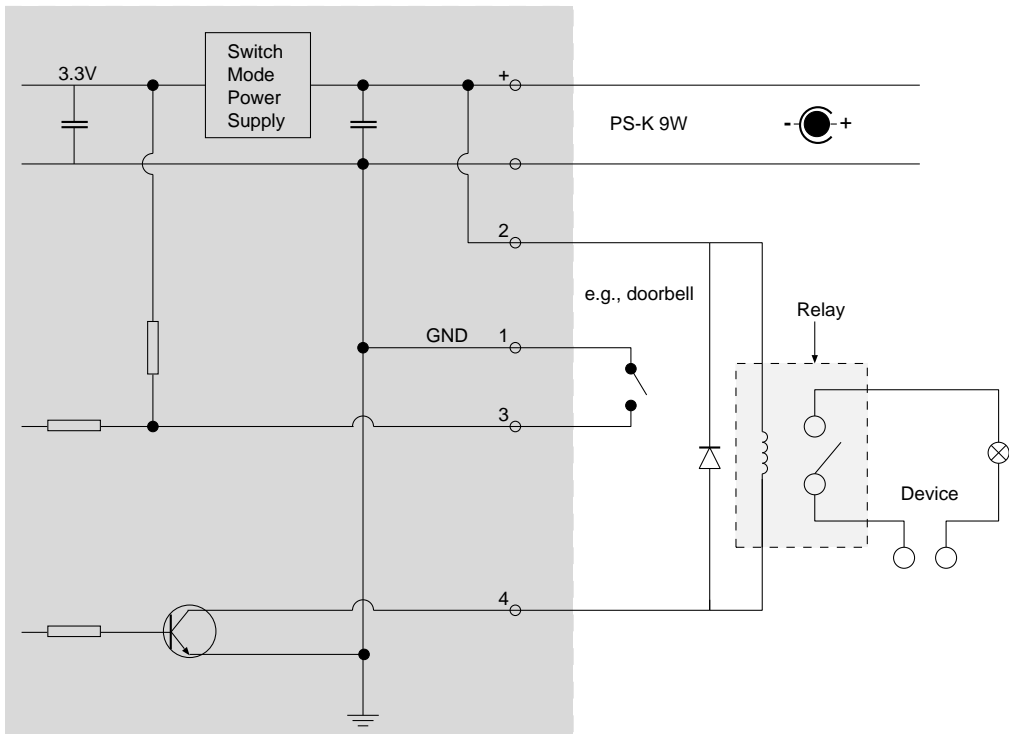 3.3V
Switch
Mode
Power
Supply
+
PS-K 9W
- +
2
e.g., doorbell
GND 1
Relay
3
Device
4